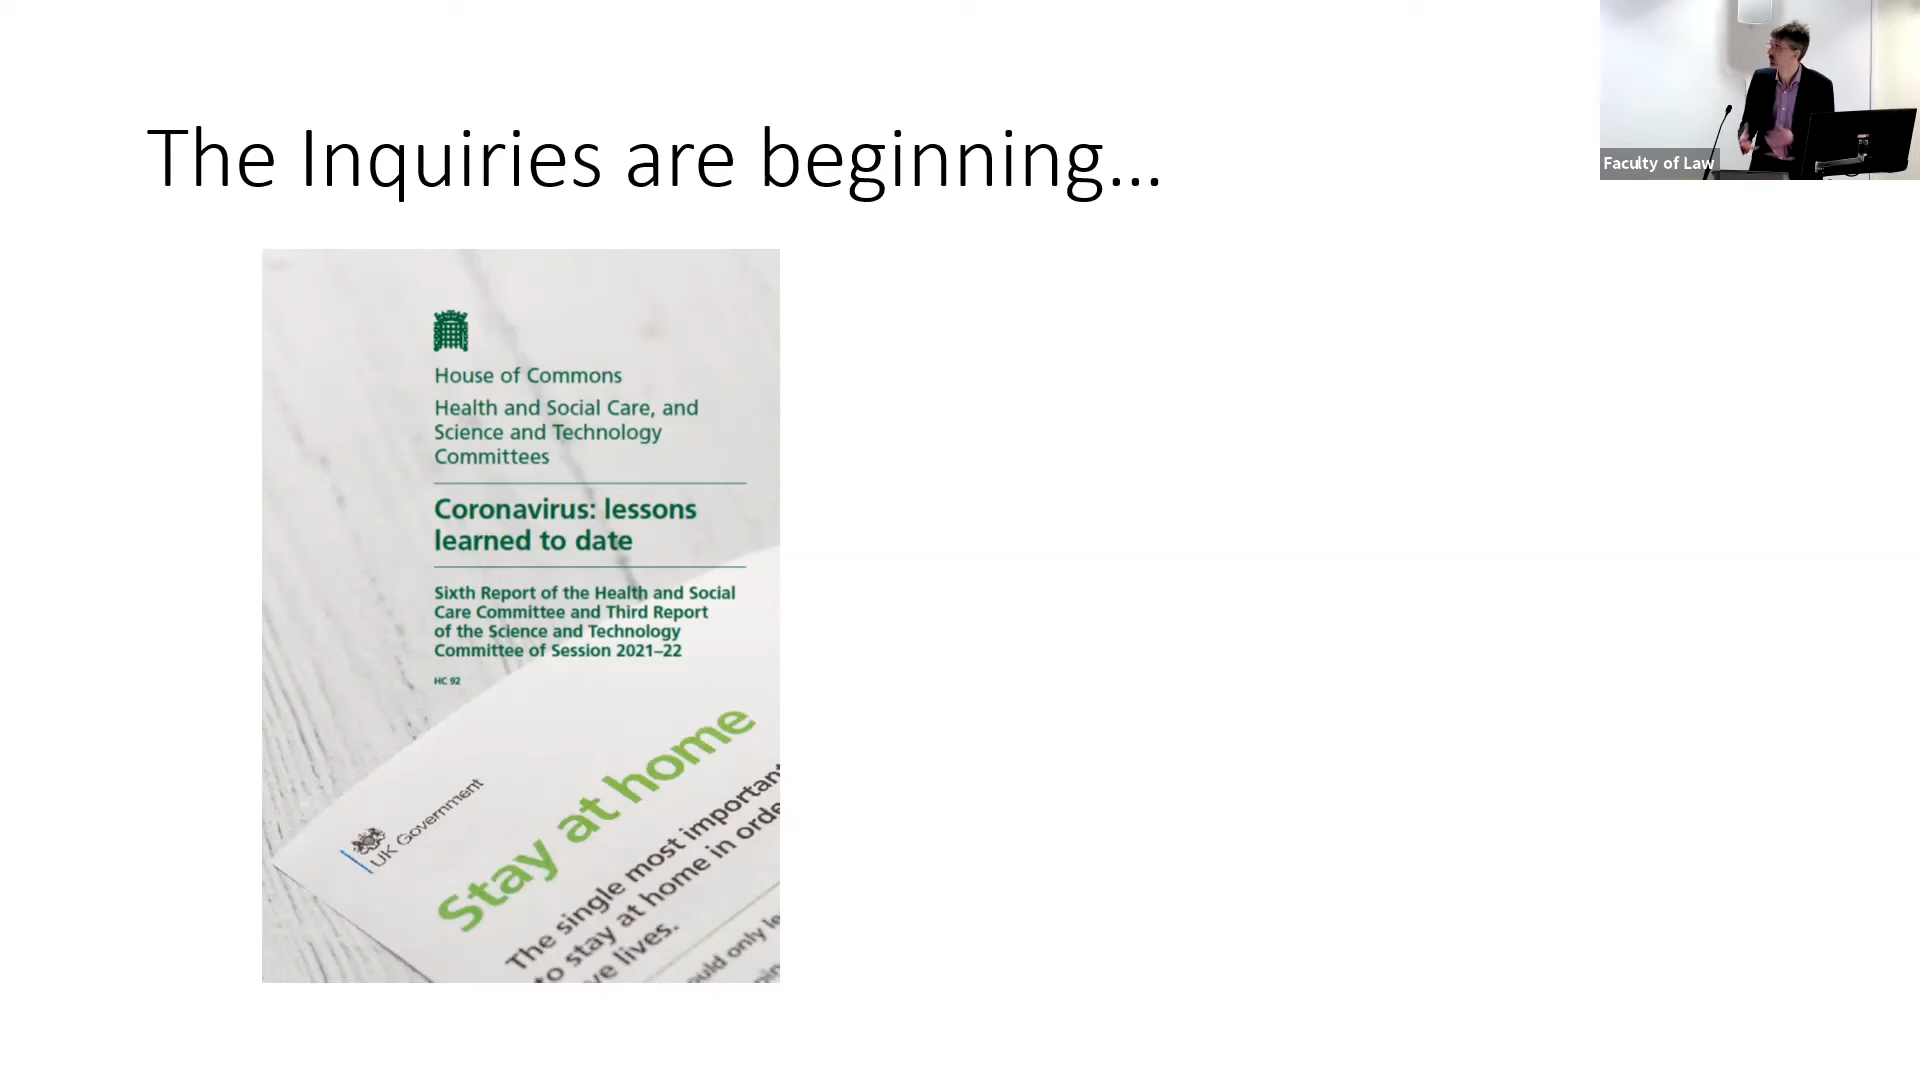 The Inquiries are beginning...
Faculty of Law
House of Commons
Health and Social Care, and
Science and Technology
Committees
Coronavirus: lessons
learned to date
Sixth Report of the Health and Social
Care Committee and Third Report
of the Science and Technology
Committee of Session 2021–22
HC 92
UK Government
Stay at home
The single most important
to stay at home in orde
ve lives.
ould only le